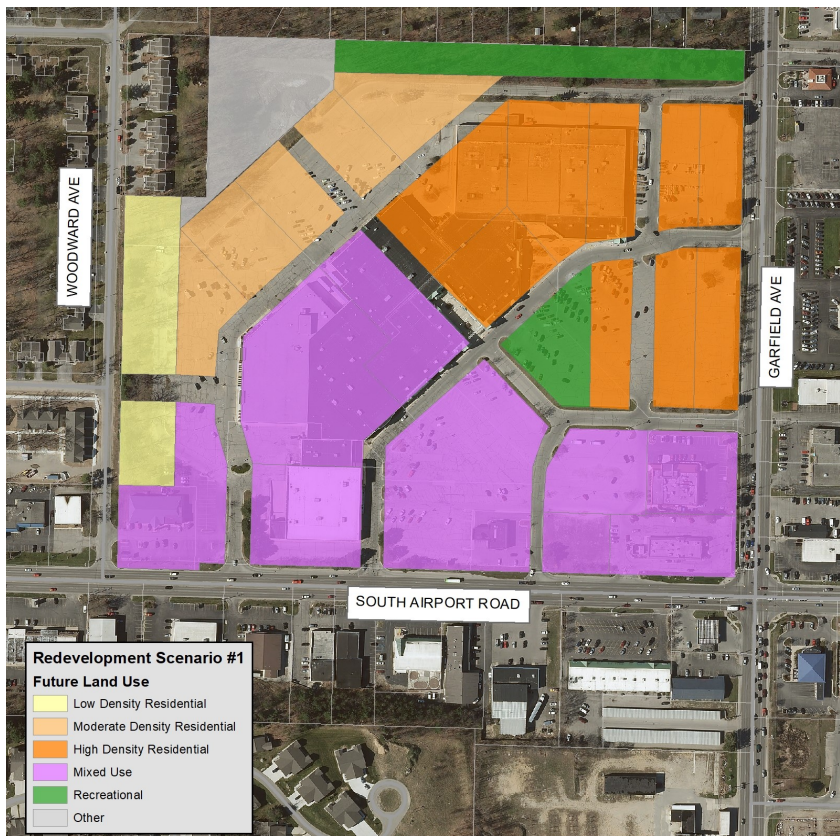 WOODWARD AVE
GARFIELD AVE
SOUTH AIRPORT ROAD
Redevelopment Scenario #1
Future Land Use
Low Density Residential
Moderate Density Residential
High Density Residential
Mixed Use
Recreational
Other